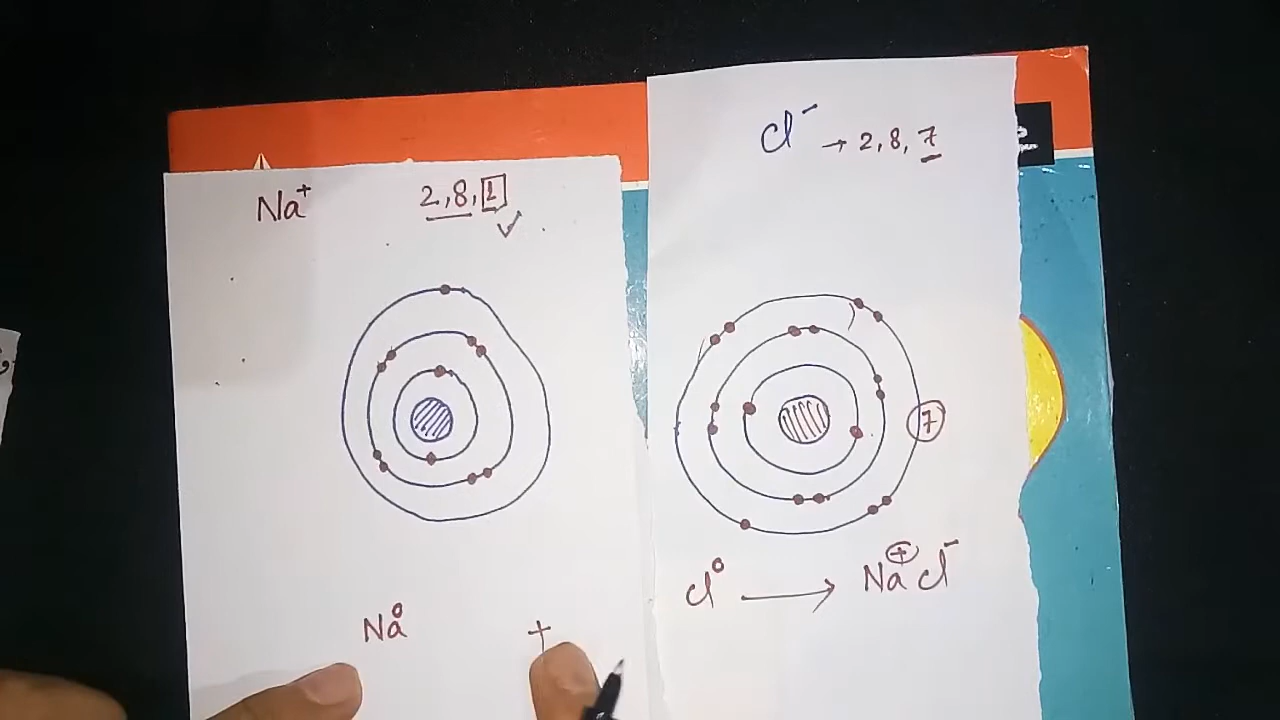 Na⁺ 2,8,1
Cl⁻ → 2,8,7
7
Na⁰ + Cl⁰ → Na⁺Cl⁻